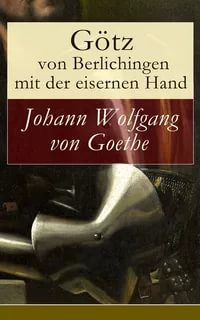 Götz
von Berlichingen
mit der eisernen Hand
Johann Wolfgang
von Goethe